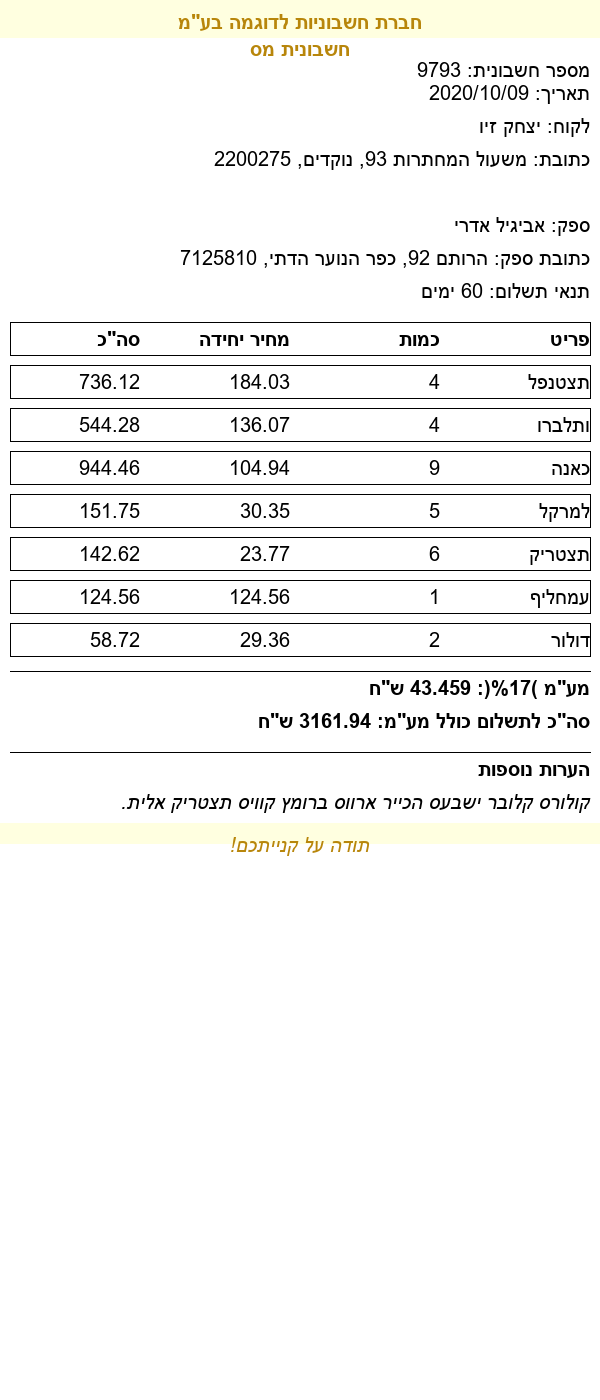 חברת חשבוניות לדוגמה בע"מ
חשבונית מס
מספר חשבונית: 9793
תאריך: 2020/10/09
לקוח: יצחק זיו
כתובת: משעול המחתרות 93, נוקדים, 2200275
ספק: אביגיל אדרי
כתובת ספק: הרותם 92, כפר הנוער הדתי, 7125810
תנאי תשלום: 60 ימים
פריט כמות מחיר יחידה סה"כ
תצטנפל 4 184.03 736.12
ותלברו 4 136.07 544.28
כאנה 9 104.94 944.46
למרקל 5 30.35 151.75
תצטריק 6 23.77 142.62
עמחליף 1 124.56 124.56
דולור 2 29.36 58.72
מע"מ )17%(: 43.459 ש"ח
סה"כ לתשלום כולל מע"מ: 3161.94 ש"ח
הערות נוספות
קולורס קלובר ישבעס הכייר ארווס ברומץ קוויס תצטריק אלית.
תודה על קנייתכם!